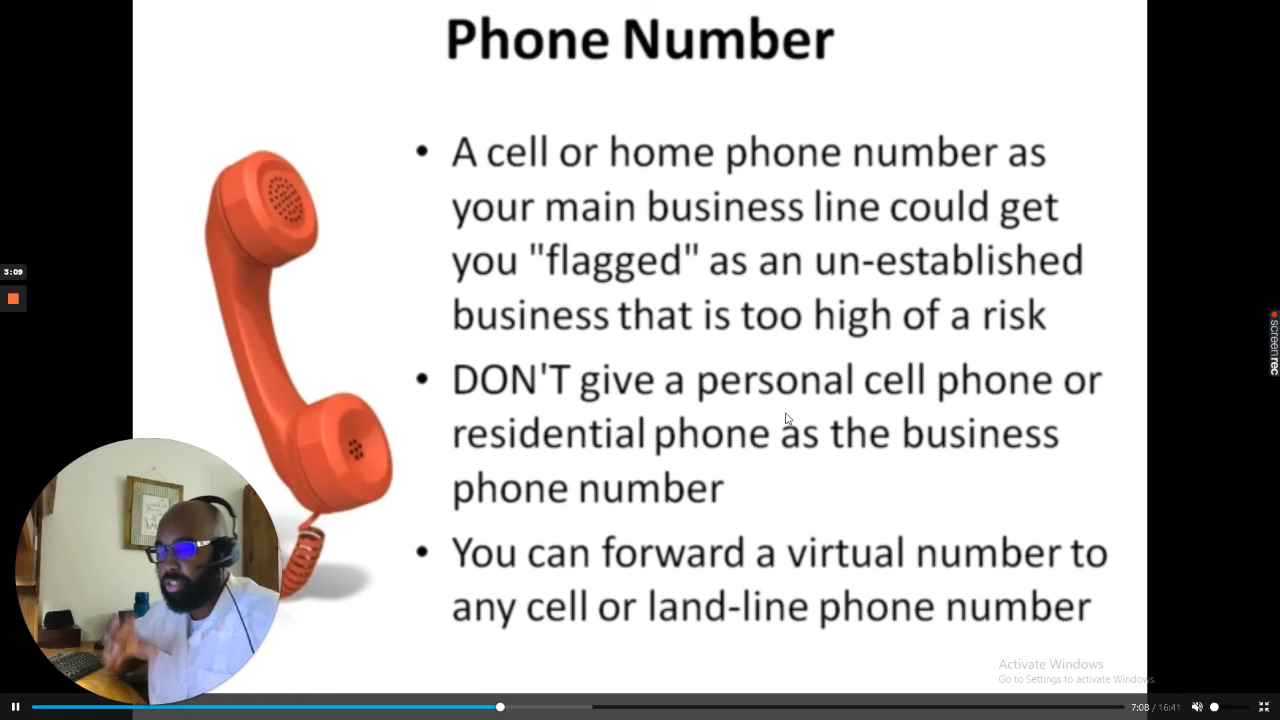 Phone Number
• A cell or home phone number as
your main business line could get
you "flagged" as an un-established
business that is too high of a risk
• DON'T give a personal cell phone or
residential phone as the business
phone number
• You can forward a virtual number to
any cell or land-line phone number
3:09
screenrec
Activate Windows
Go to Settings to activate Windows.
7:08 / 16:41